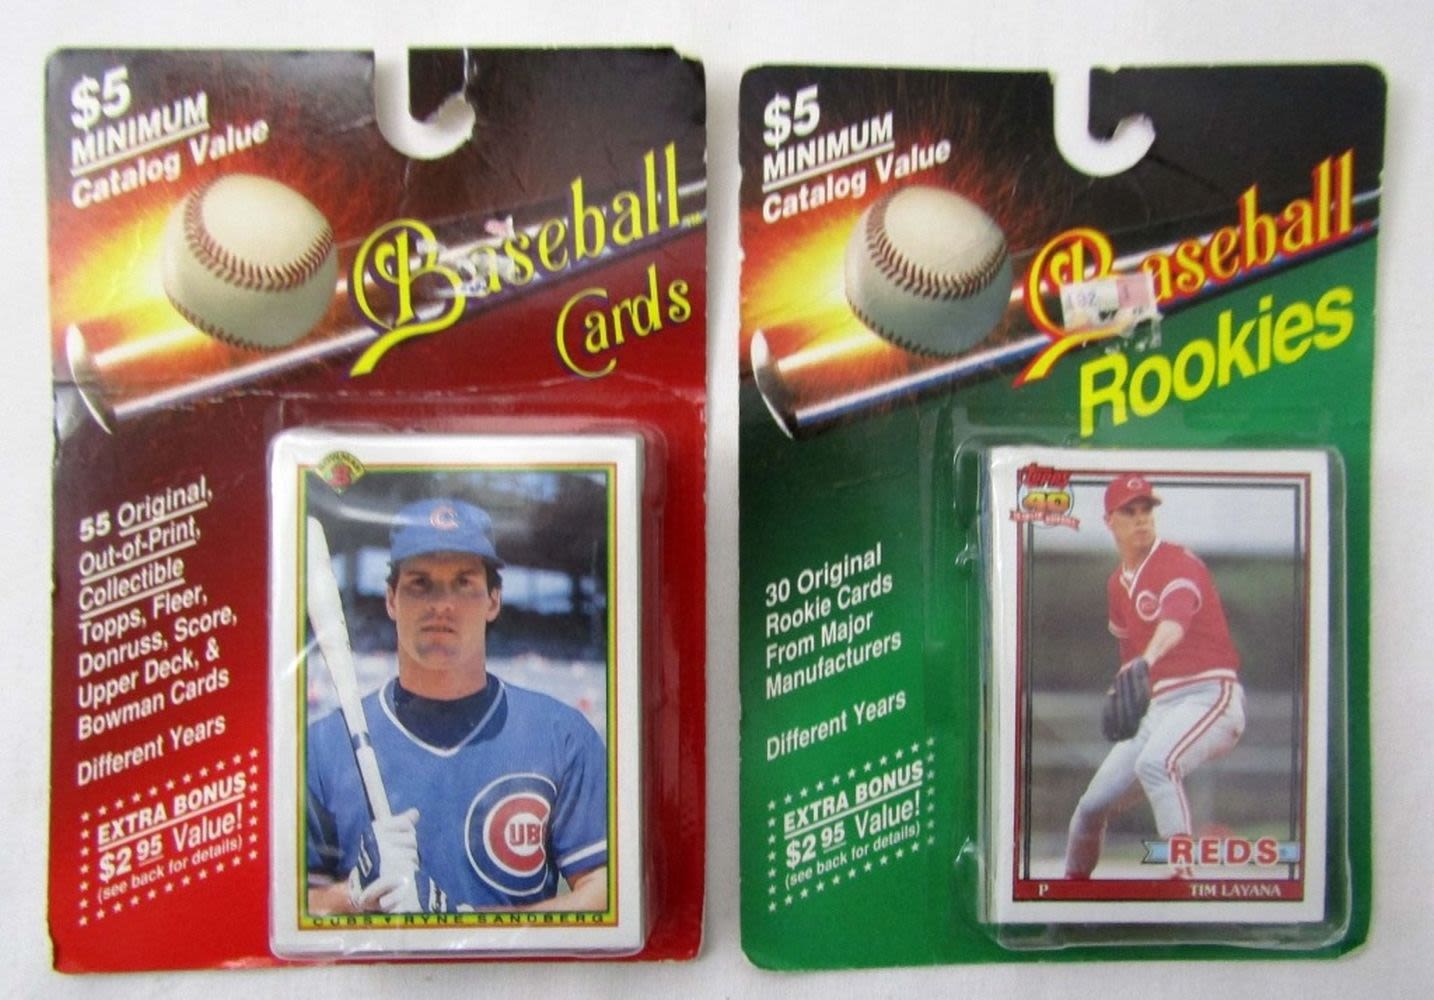 $5
MINIMUM
Catalog Value
Baseball
Cards
55 Original,
Out-of-Print,
Collectible
Topps, Fleer,
Donruss, Score,
Upper Deck, &
Bowman Cards
Different Years
EXTRA BONUS
$2.95 Value!
(see back for details)
BOWMAN
B
C
CUBS
CUBS RYNE SANDBERG
$5
MINIMUM
Catalog Value
Baseball
Rookies
30 Original
Rookie Cards
From Major
Manufacturers
Different Years
EXTRA BONUS
$2.95 Value!
(see back for details)
Topps
40
C
REDS
P TIM LAYANA